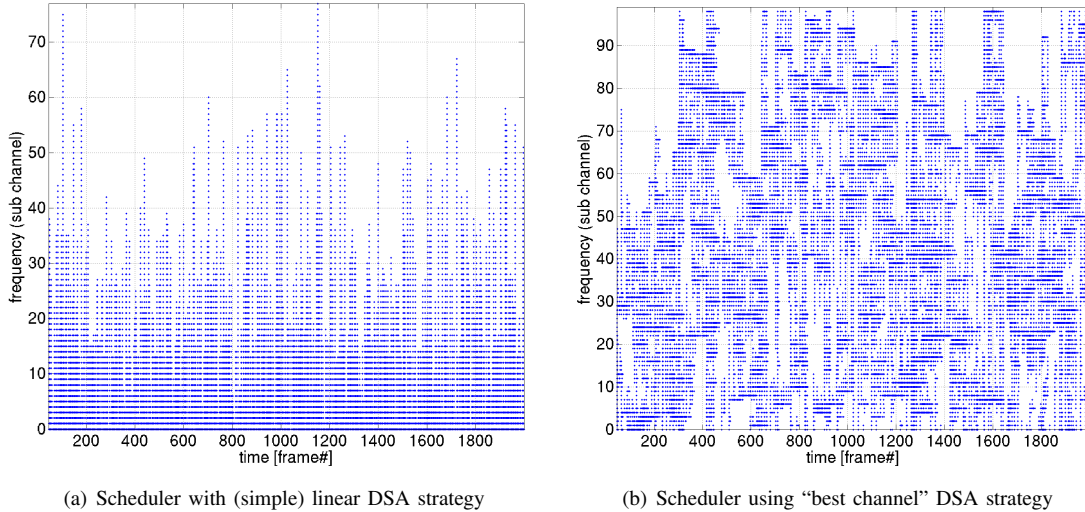 70
60
50
40
30
20
10
0
frequency (sub channel)
200 400 600 800 1000 1200 1400 1600 1800
time [frame#]
(a) Scheduler with (simple) linear DSA strategy
90
80
70
60
50
40
30
20
10
0
frequency (sub channel)
200 400 600 800 1000 1200 1400 1600 1800
time [frame#]
(b) Scheduler using “best channel” DSA strategy